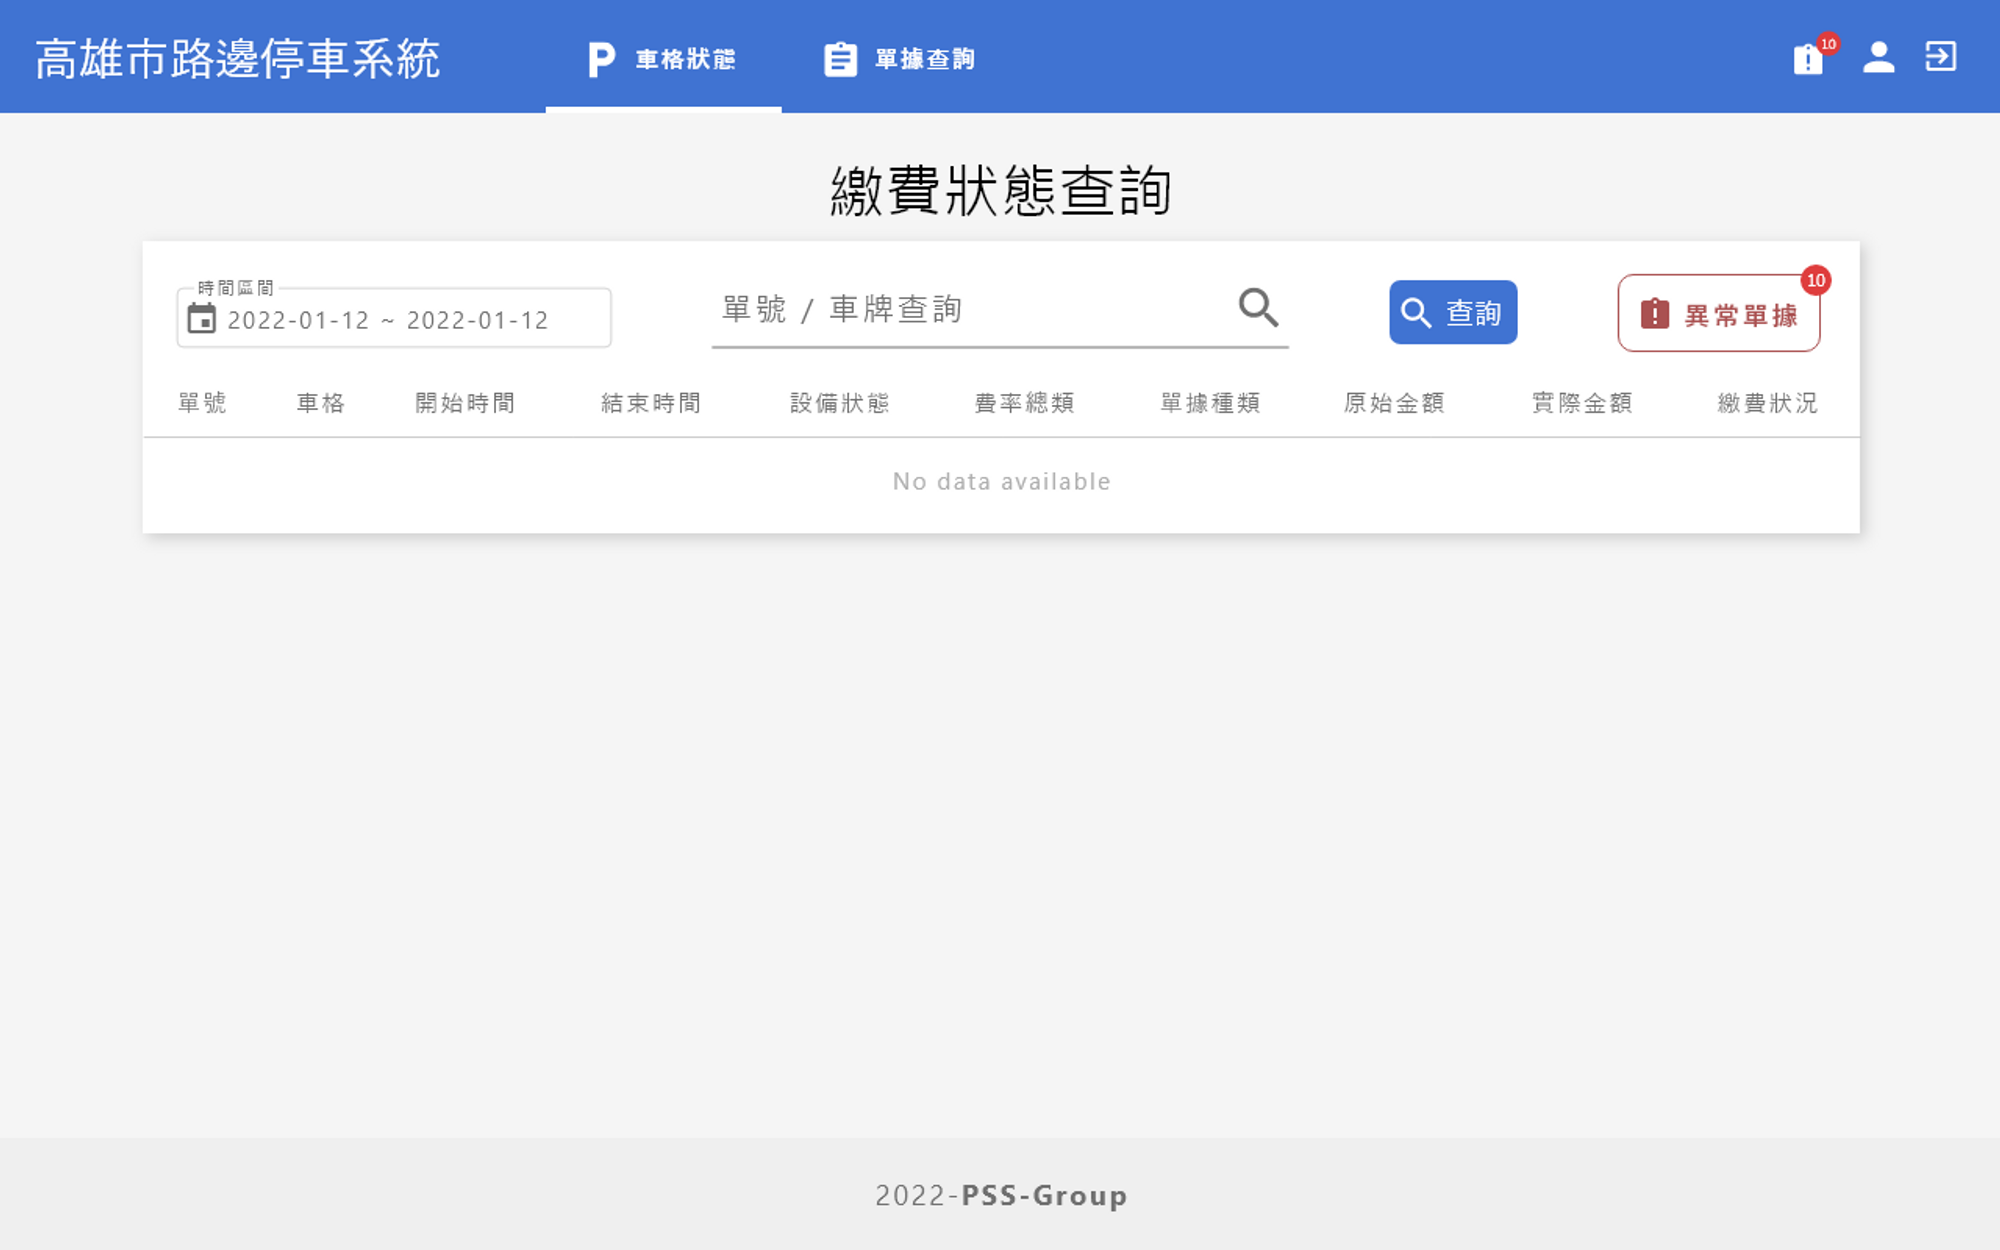 高雄市路邊停車系統 車格狀態 單據查詢 10
繳費狀態查詢
時間區間
2022-01-12 ~ 2022-01-12 單號 / 車牌查詢 查詢 異常單據 10
單號 車格 開始時間 結束時間 設備狀態 費率總類 單據種類 原始金額 實際金額 繳費狀況
No data available
2022-PSS-Group